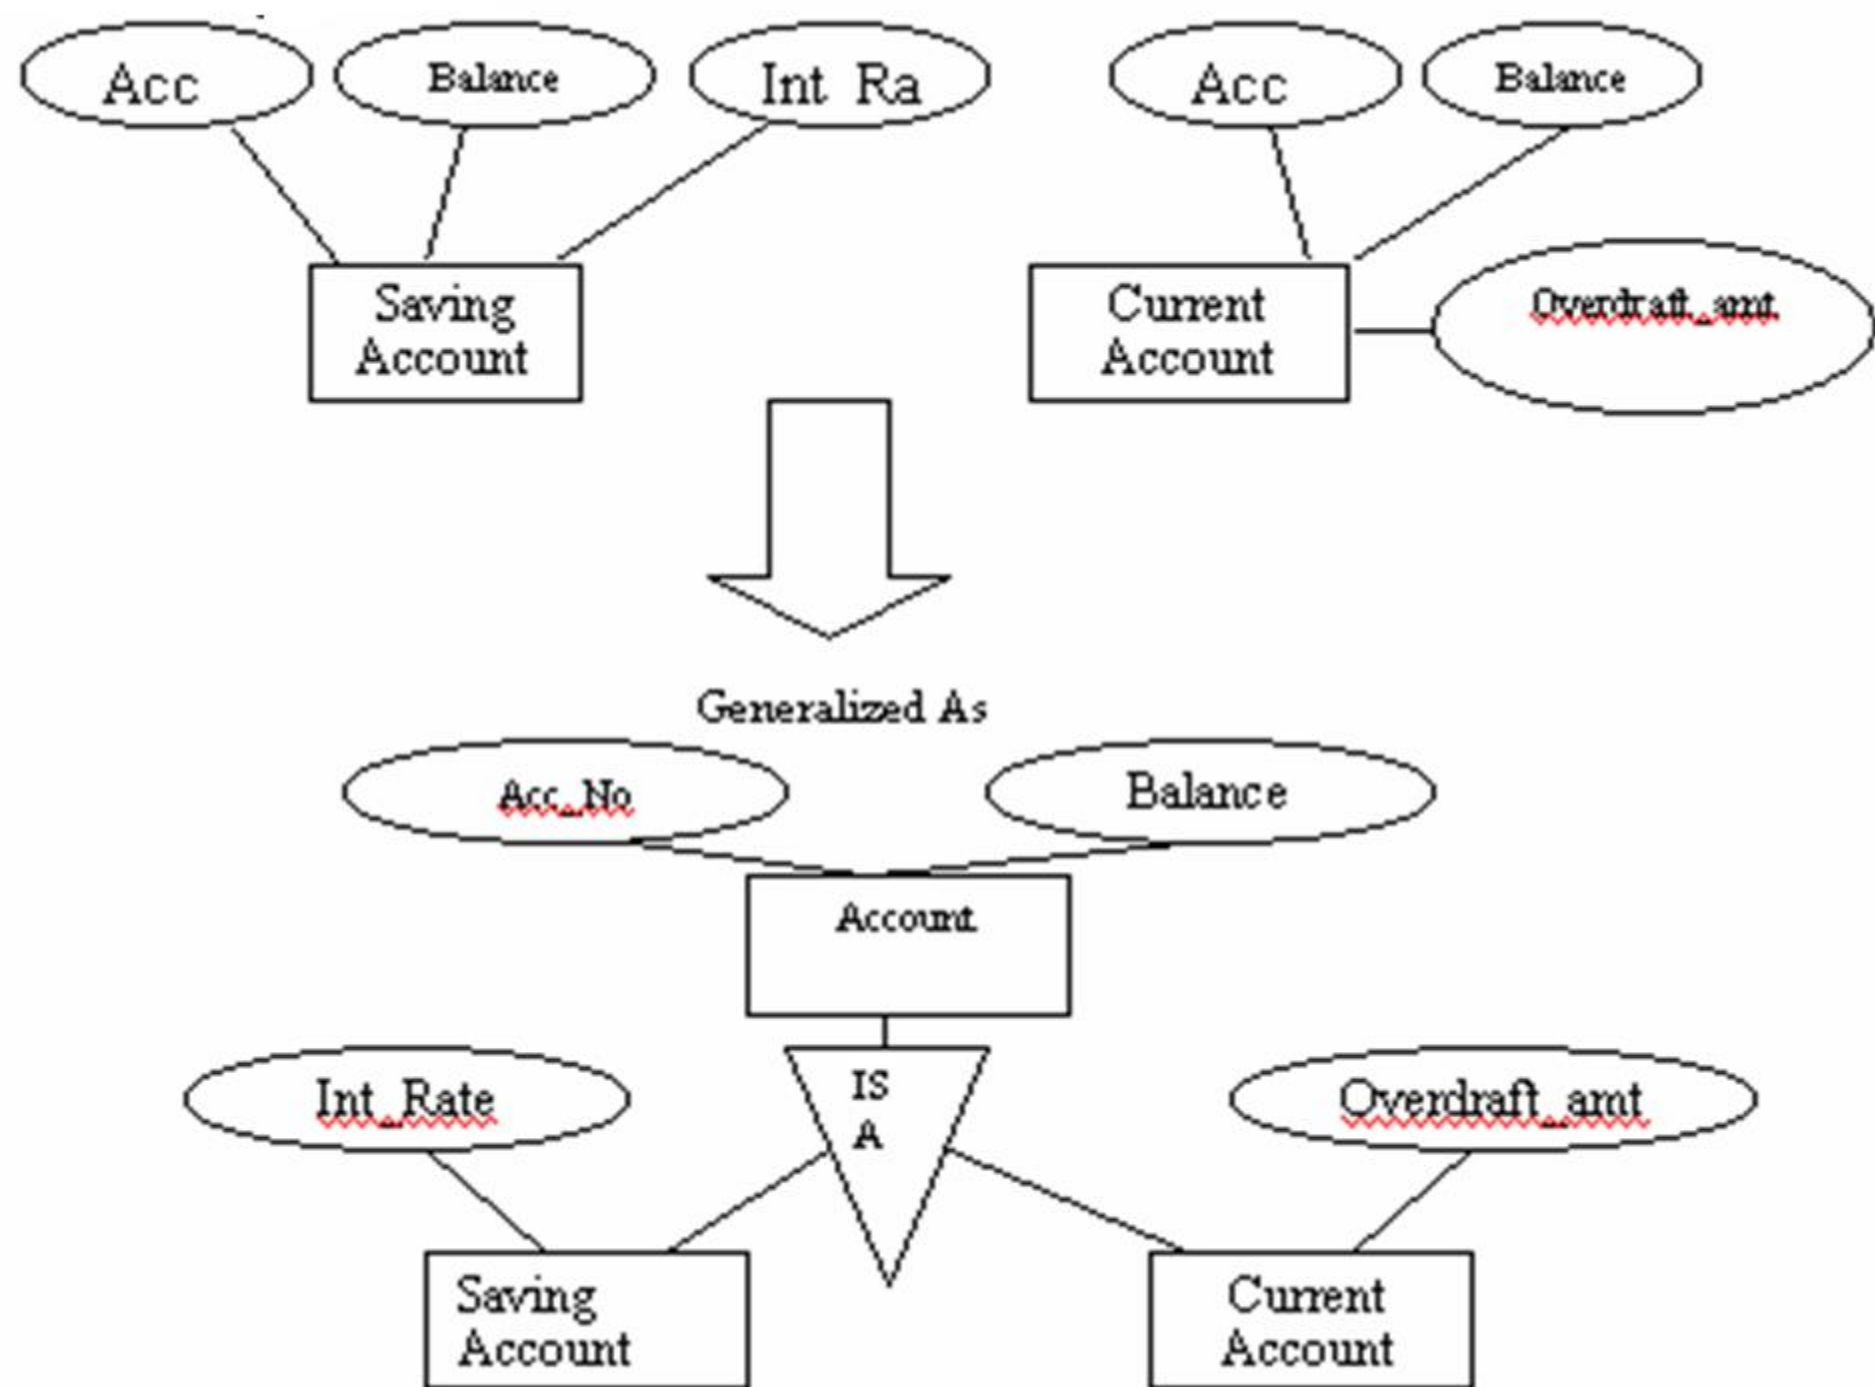 Acc
Balance
Int Ra
Acc
Balance
Saving
Account
Current
Account
Overdraft_amt
Generalized As
Acc_No
Balance
Account
Int_Rate
IS
A
Overdraft_amt
Saving
Account
Current
Account